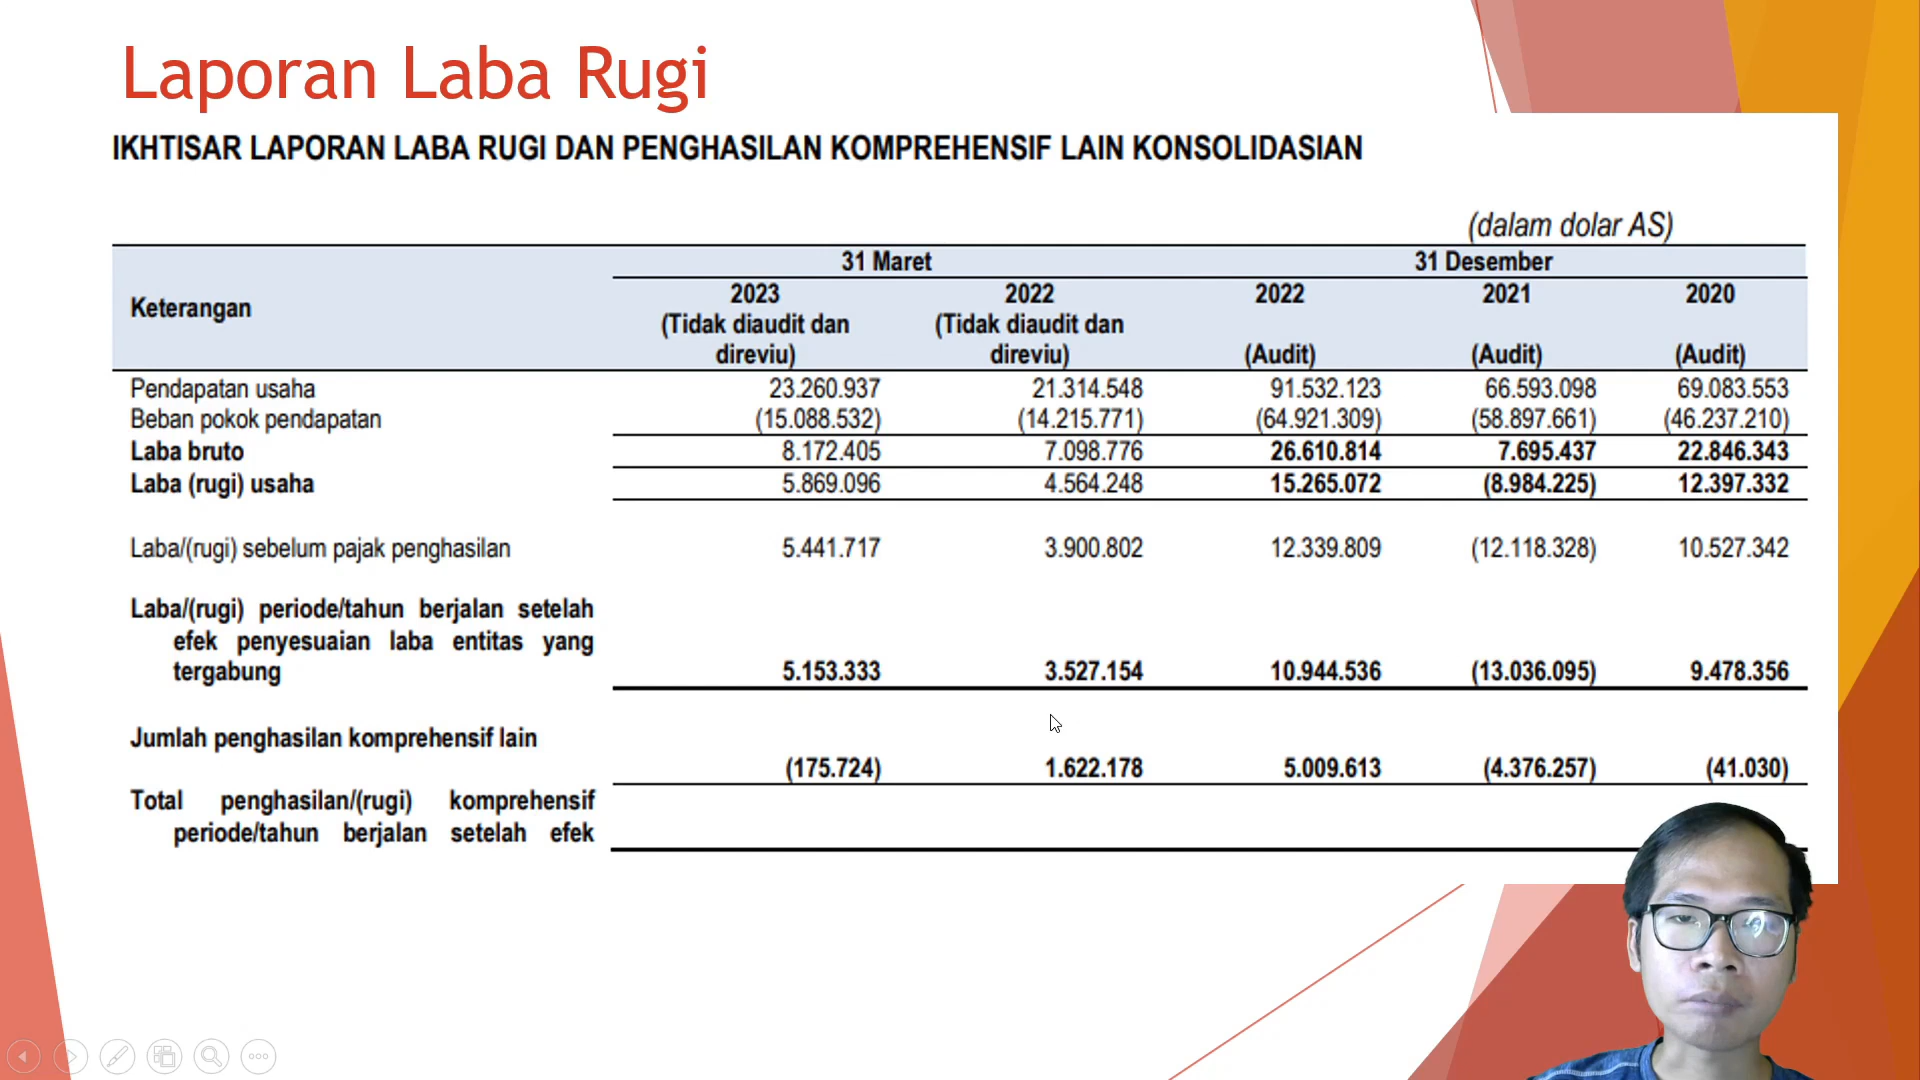 Laporan Laba Rugi
IKHTISAR LAPORAN LABA RUGI DAN PENGHASILAN KOMPREHENSIF LAIN KONSOLIDASIAN
(dalam dolar AS)
31 Maret 31 Desember
Keterangan
2023 2022 2022 2021 2020
(Tidak diaudit dan (Tidak diaudit dan
direviu) direviu) (Audit) (Audit) (Audit)
Pendapatan usaha 23.260.937 21.314.548 91.532.123 66.593.098 69.083.553
Beban pokok pendapatan (15.088.532) (14.215.771) (64.921.309) (58.897.661) (46.237.210)
Laba bruto 8.172.405 7.098.776 26.610.814 7.695.437 22.846.343
Laba (rugi) usaha 5.869.096 4.564.248 15.265.072 (8.984.225) 12.397.332
Laba/(rugi) sebelum pajak penghasilan 5.441.717 3.900.802 12.339.809 (12.118.328) 10.527.342
Laba/(rugi) periode/tahun berjalan setelah
efek penyesuaian laba entitas yang
tergabung 5.153.333 3.527.154 10.944.536 (13.036.095) 9.478.356
Jumlah penghasilan komprehensif lain
(175.724) 1.622.178 5.009.613 (4.376.257) (41.030)
Total penghasilan/(rugi) komprehensif
periode/tahun berjalan setelah efek